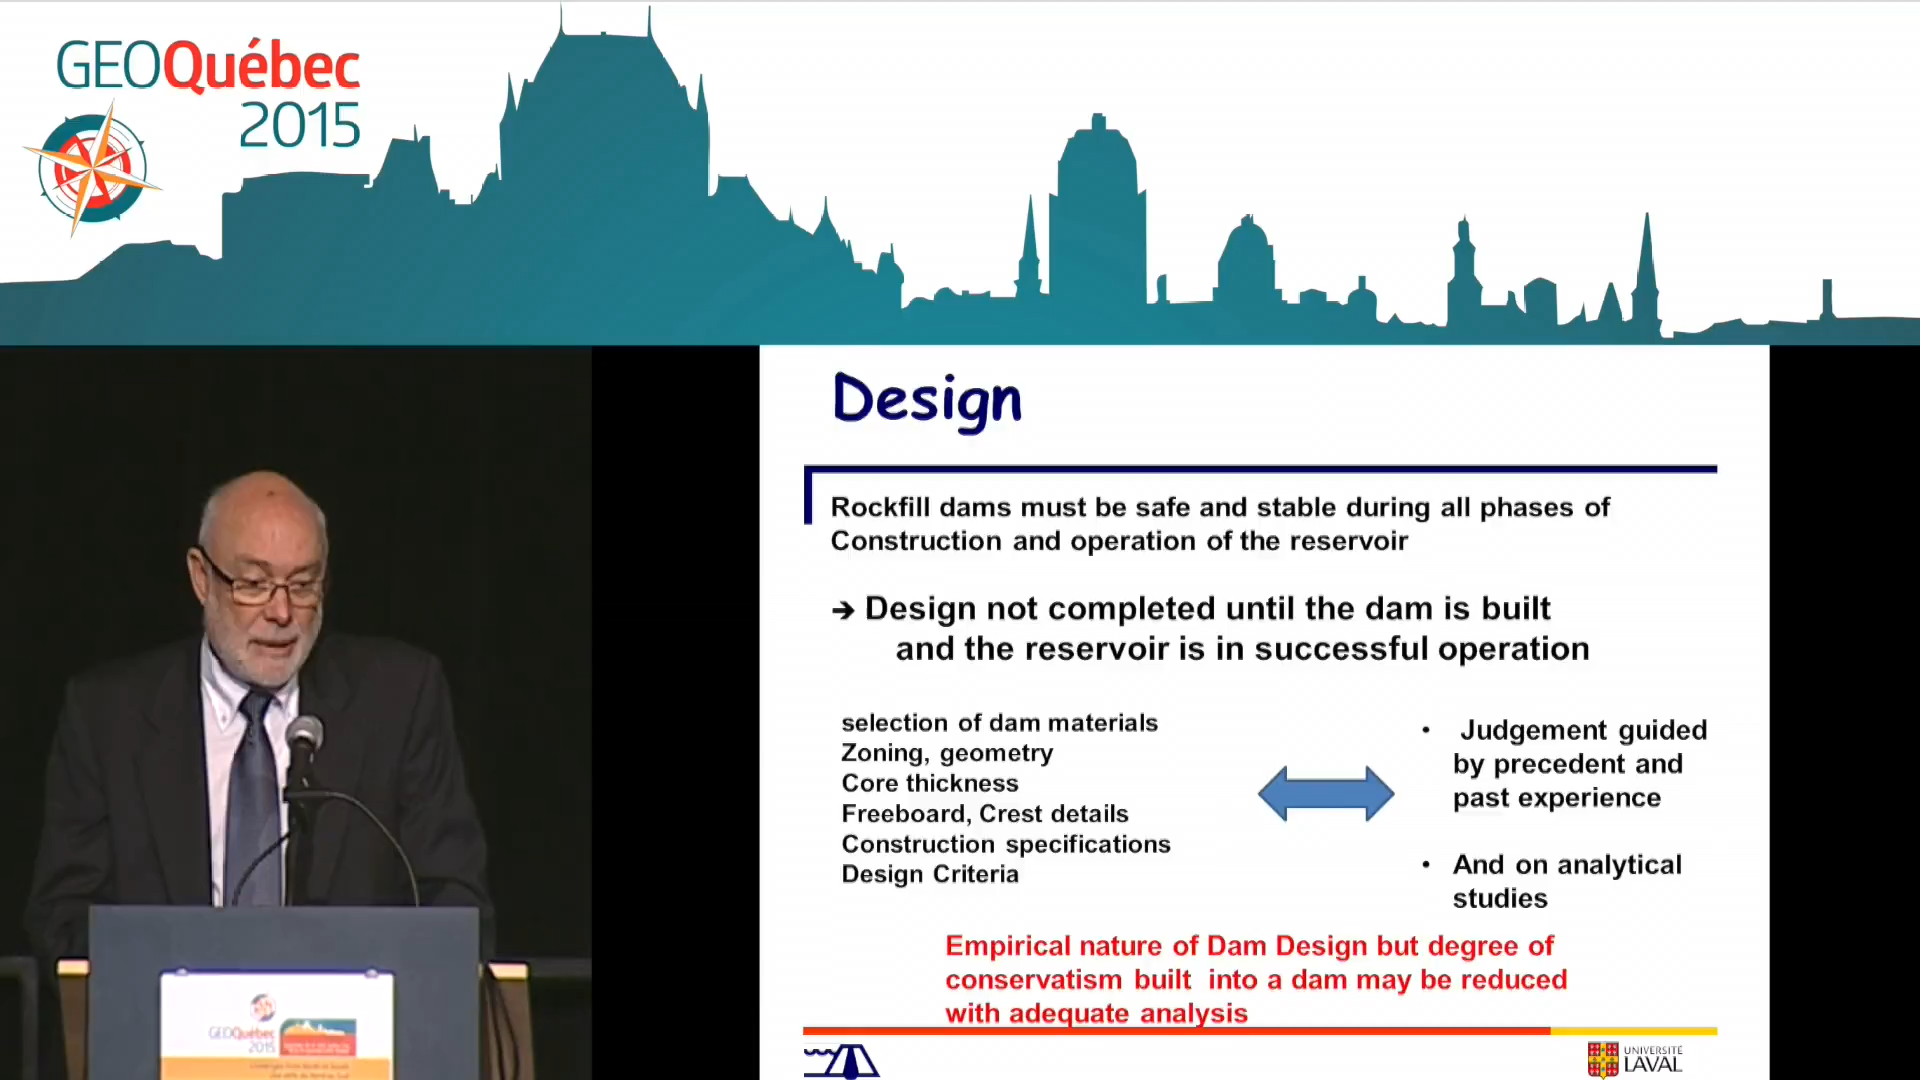 GEOQuébec
2015
Design
Rockfill dams must be safe and stable during all phases of
Construction and operation of the reservoir
➔ Design not completed until the dam is built
and the reservoir is in successful operation
selection of dam materials
Zoning, geometry
Core thickness
Freeboard, Crest details
Construction specifications
Design Criteria
• Judgement guided
by precedent and
past experience
• And on analytical
studies
Empirical nature of Dam Design but degree of
conservatism built into a dam may be reduced
with adequate analysis
UNIVERSITÉ
LAVAL
GEOQuébec
2015